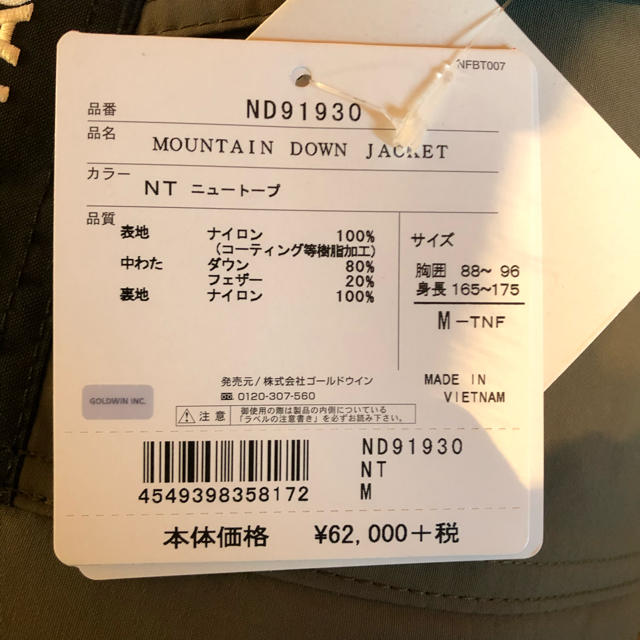 NFBT007
品番 ND91930
品名 MOUNTAIN DOWN JACKET
カラー NT ニュートープ
品質
表地 ナイロン 100%
(コーティング等樹脂加工)
中わた ダウン 80%
フェザー 20%
裏地 ナイロン 100%
サイズ
胸囲 88~ 96
身長 165~175
M-TNF
発売元/株式会社ゴールドウイン
0120-307-560
GOLDWIN INC.
MADE IN
VIETNAM
注意 御使用の際は製品の内側についている
「ラベルの注意書き」を必ずお読み下さい。
4549398358172
ND91930
NT
M
本体価格 ¥62,000+税